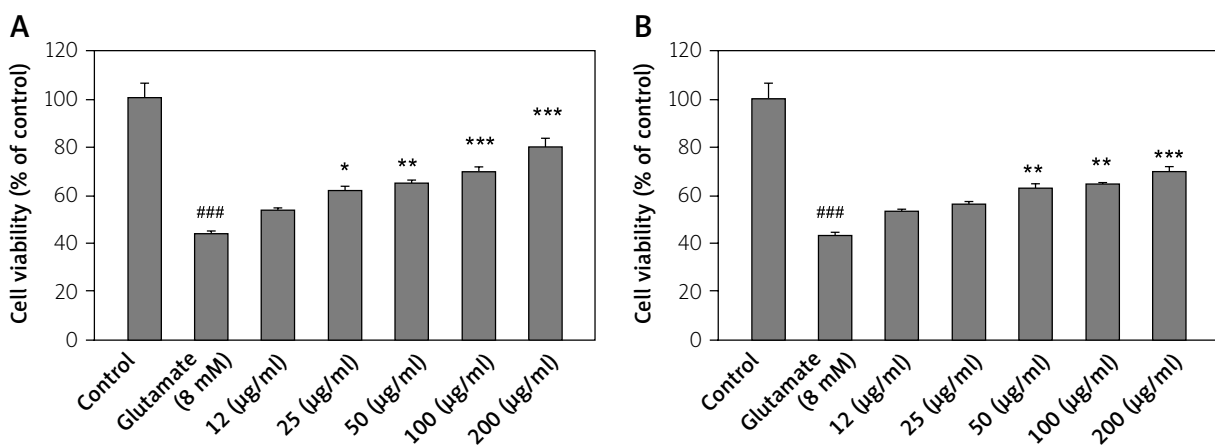 A
Cell viability (% of control)
120
100
80
60
40
20
0
###
*
**
***
***
Control
Glutamate
(8 mM)
12 (µg/ml)
25 (µg/ml)
50 (µg/ml)
100 (µg/ml)
200 (µg/ml)
B
Cell viability (% of control)
120
100
80
60
40
20
0
###
**
**
***
Control
Glutamate
(8 mM)
12 (µg/ml)
25 (µg/ml)
50 (µg/ml)
100 (µg/ml)
200 (µg/ml)